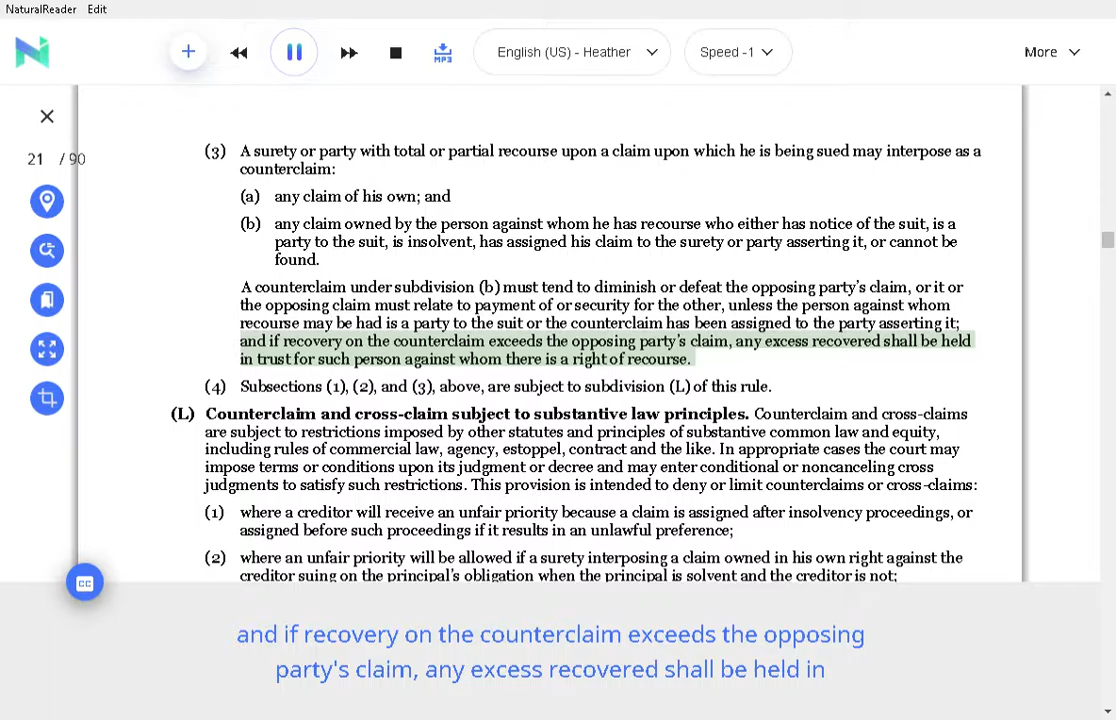 NaturalReader Edit
MP3 English (US) - Heather Speed -1 More
21 / 90
(3) A surety or party with total or partial recourse upon a claim upon which he is being sued may interpose as a
counterclaim:
(a) any claim of his own; and
(b) any claim owned by the person against whom he has recourse who either has notice of the suit, is a
party to the suit, is insolvent, has assigned his claim to the surety or party asserting it, or cannot be
found.
A counterclaim under subdivision (b) must tend to diminish or defeat the opposing party's claim, or it or
the opposing claim must relate to payment of or security for the other, unless the person against whom
recourse may be had is a party to the suit or the counterclaim has been assigned to the party asserting it;
and if recovery on the counterclaim exceeds the opposing party's claim, any excess recovered shall be held
in trust for such person against whom there is a right of recourse.
(4) Subsections (1), (2), and (3), above, are subject to subdivision (L) of this rule.
(L) Counterclaim and cross-claim subject to substantive law principles. Counterclaim and cross-claims
are subject to restrictions imposed by other statutes and principles of substantive common law and equity,
including rules of commercial law, agency, estoppel, contract and the like. In appropriate cases the court may
impose terms or conditions upon its judgment or decree and may enter conditional or noncanceling cross
judgments to satisfy such restrictions. This provision is intended to deny or limit counterclaims or cross-claims:
(1) where a creditor will receive an unfair priority because a claim is assigned after insolvency proceedings, or
assigned before such proceedings if it results in an unlawful preference;
(2) where an unfair priority will be allowed if a surety interposing a claim owned in his own right against the
creditor suing on the principal's obligation when the principal is solvent and the creditor is not;
CC
and if recovery on the counterclaim exceeds the opposing
party's claim, any excess recovered shall be held in